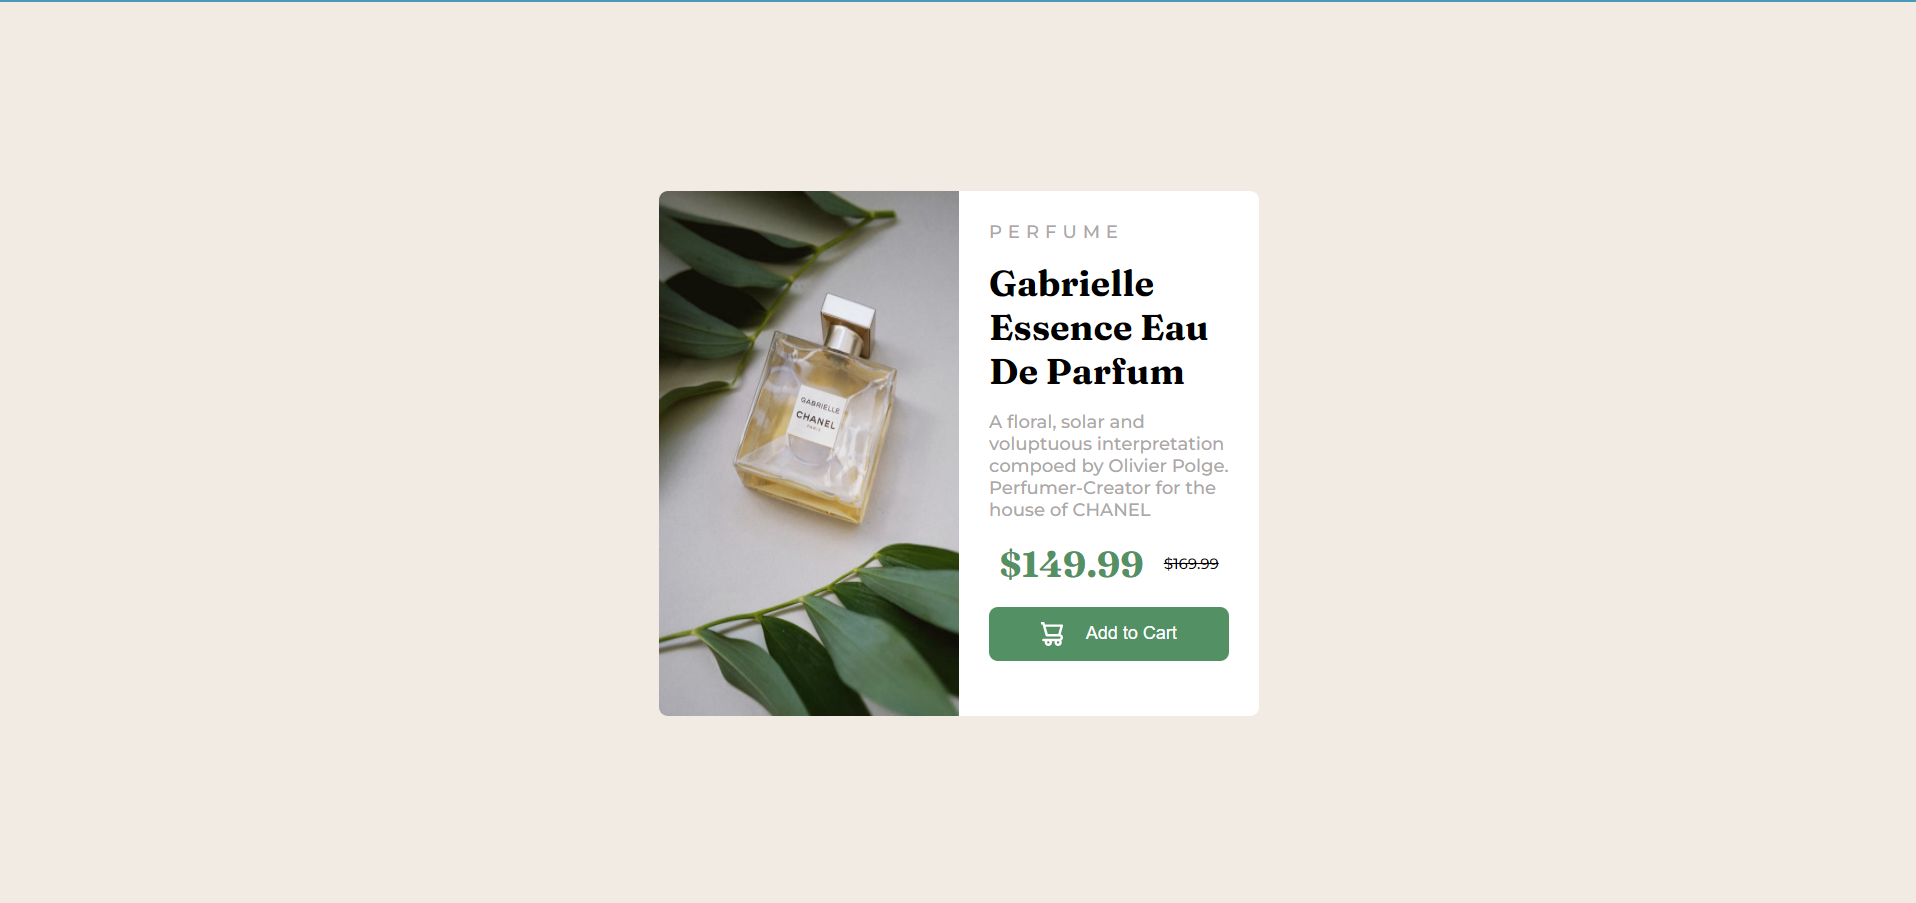 PERFUME
Gabrielle
Essence Eau
De Parfum
A floral, solar and
voluptuous interpretation
compoed by Olivier Polge.
Perfumer-Creator for the
house of CHANEL
$149.99 $169.99
Add to Cart
GABRIELLE
CHANEL
PARIS